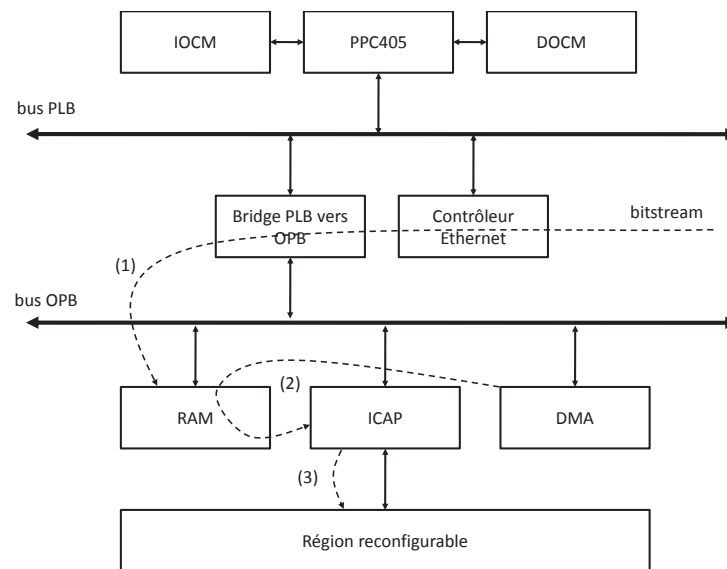 IOCM
PPC405
DOCM
bus PLB
Bridge PLB vers
OPB
Contrôleur
Ethernet
bitstream
(1)
bus OPB
(2)
RAM
ICAP
DMA
(3)
Région reconfigurable